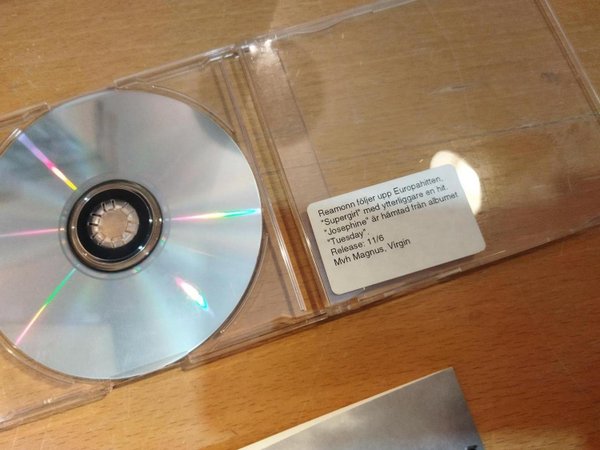 Reamonn följer upp Europahitten,
"Supergirl" med ytterliggare en hit.
"Josephine" är hämtad från albumet
"Tuesday".
Release: 11/6
Mvh Magnus, Virgin